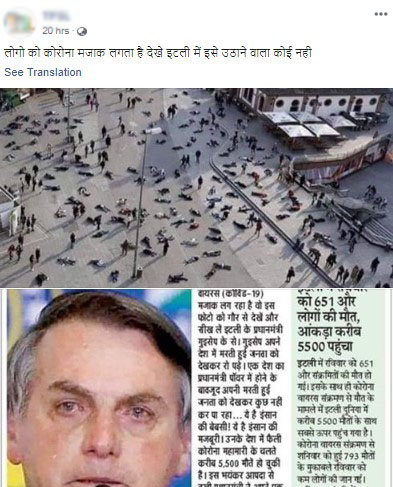 20 hrs ·
लोगो को कोरोना मजाक लगता है देखे इटली में इसे उठाने वाला कोई नही
See Translation
वायरस (कोविड-19)
मजाक लग रहा है वो इस
फोटो को गौर से देखें और
सीख लें इटली के प्रधानमंत्री
गुइसेप के से। गुइसेप अपने
देश में मरती हुई जनता को
देखकर रो पड़े। एक देश का
प्रधानमंत्री पॉवर में होने के
बावजूद अपनी मरती हुई
जनता को देखकर कुछ नहीं
कर पा रहा... ये है इंसान
की बेबसी! ये है इंसान की
मजबूरी। उनके देश में फैली
कोरोना महामारी के चलते
करीब 5,500 मौतें हो चुकी
है। इस भयंकर आपदा से
को 651 और
लोगों की मौत,
आंकड़ा करीब
5500 पहुंचा
इटली में रविवार को 651
और संक्रमितों की मौत हो
गई। इसके साथ ही कोरोना
वायरस संक्रमण से मौत के
मामले में इटली दुनिया में
करीब 5500 मौतों के साथ
सबसे ऊपर पहुंच गया है।
कोरोना वायरस संक्रमण से
शनिवार को हुई 793 मौतों
के मुकाबले रविवार को
कम लोगों की जान गई।